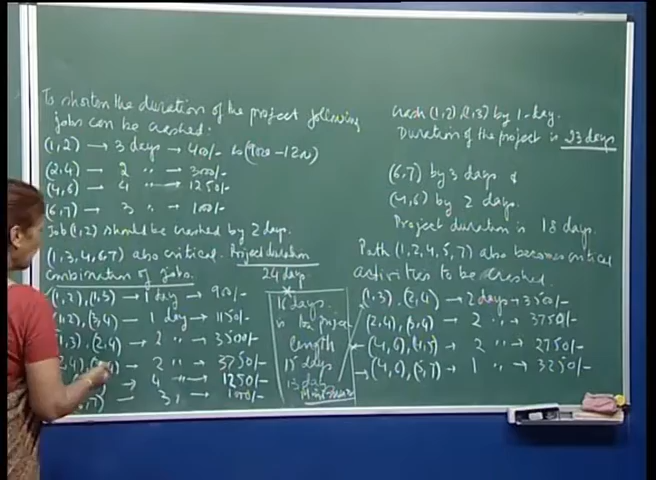 To shorten the duration of the project following
jobs can be crashed.
(1,2) → 3 days → 400/-
(2,4) → 2 " → 300/-
(4,6) → 4 " → 1250/-
(6,7) → 3 " → 100/-
Job (1,2) should be crashed by 2 days.
(1,3,4,6,7) also critical. Project duration
24 days
Combination of jobs.
(1,2), (1,3) → 1 day → 900/-
(1,2), (3,4) → 1 day → 1150/-
1,3), (2,4) → 2 " → 3500/-
2 " → 3750/-
→ 4 " → 1250/-
,7) — 3 " → 1000/-
16 days.
is the project
length
15 days
13 days
Crash (1,2), (1,3) by 1-day.
Duration of the project is 23 days
(6,7) by 3 days &
(4,6) by 2 days.
Project duration is 18 days.
Path (1,2,4,5,7) also becomes critical
activities to be crashed.
(1,3), (2,4) → 2 days → 3500/-
(2,4), (3,4) → 2 " → 3750/-
(4,6), (4,5) → 2 " → 2750/-
→ (4,6), (5,7) → 1 " → 3250/-